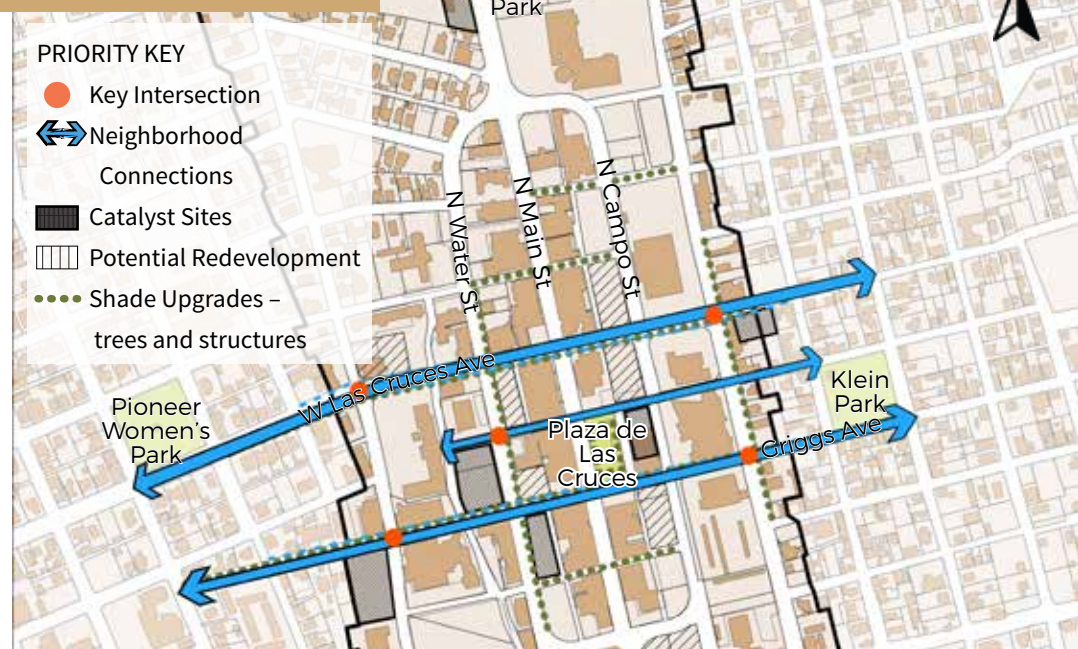 Park
PRIORITY KEY
Key Intersection
Neighborhood
Connections
Catalyst Sites
Potential Redevelopment
Shade Upgrades –
trees and structures
N Water St
N Main St
N Campo St
W Las Cruces Ave
Pioneer
Women's
Park
Plaza de
Las
Cruces
Klein
Park
Griggs Ave